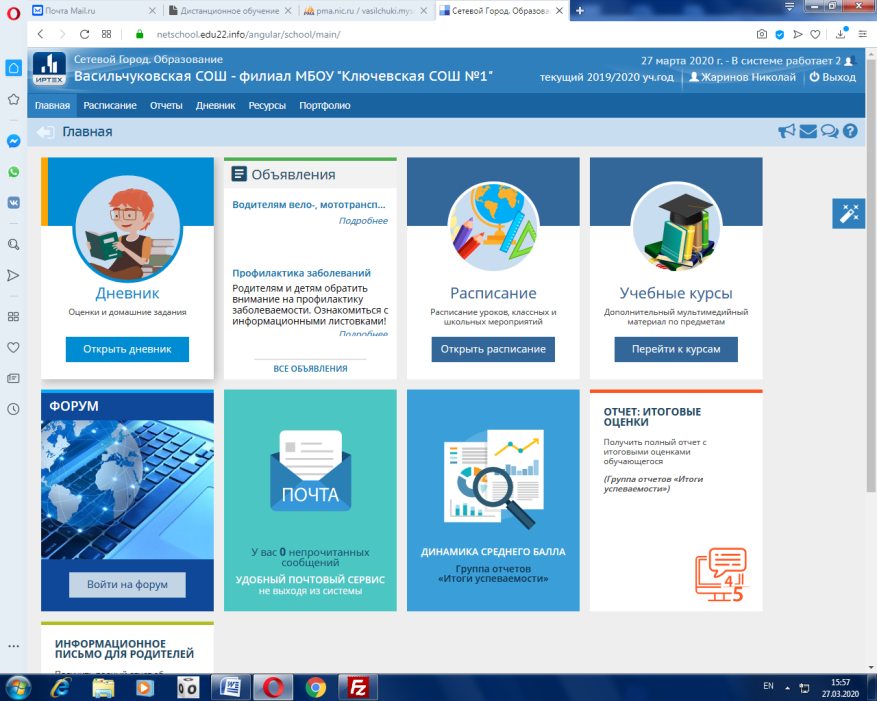 Почта Mail.ru
Дистанционное обучение
pma.nic.ru / vasilchuki.mys
Сетевой Город. Образова
netschool.edu22.info/angular/school/main/
ИРТЕХ
Сетевой Город. Образование
Васильчуковская СОШ - филиал МБОУ "Ключевская СОШ №1"
27 марта 2020 г. - В системе работает 2
текущий 2019/2020 уч.год
Жаринов Николай
Выход
Главная Расписание Отчеты Дневник Ресурсы Портфолио
Главная
Дневник
Оценки и домашние задания
Открыть дневник
Объявления
Водителям вело-, мототрансп...
Подробнее
Профилактика заболеваний
Родителям и детям обратить
внимание на профилактику
заболеваемости. Ознакомиться с
информационными листовками!
Подробнее
ВСЕ ОБЪЯВЛЕНИЯ
Расписание
Расписание уроков, классных и
школьных мероприятий
Открыть расписание
Учебные курсы
Дополнительный мультимедийный
материал по предметам
Перейти к курсам
ФОРУМ
Войти на форум
ПОЧТА
У вас 0 непрочитанных
сообщений
УДОБНЫЙ ПОЧТОВЫЙ СЕРВИС
не выходя из системы
ДИНАМИКА СРЕДНЕГО БАЛЛА
Группа отчетов
«Итоги успеваемости»
ОТЧЕТ: ИТОГОВЫЕ
ОЦЕНКИ
Получить полный отчет с
итоговыми оценками
обучающегося
(Группа отчетов «Итоги
успеваемости»)
4
5
ИНФОРМАЦИОННОЕ
ПИСЬМО ДЛЯ РОДИТЕЛЕЙ
EN
15:57
27.03.2020